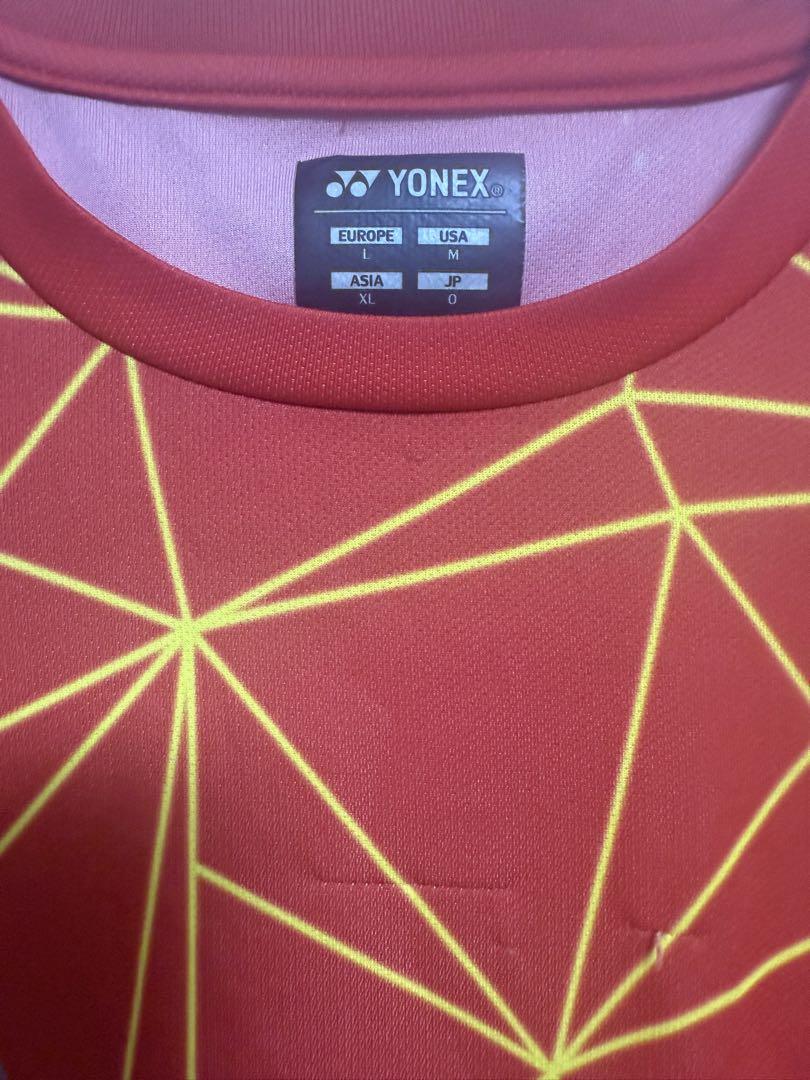 YONEX®
EUROPE USA
L M
ASIA JP
XL O